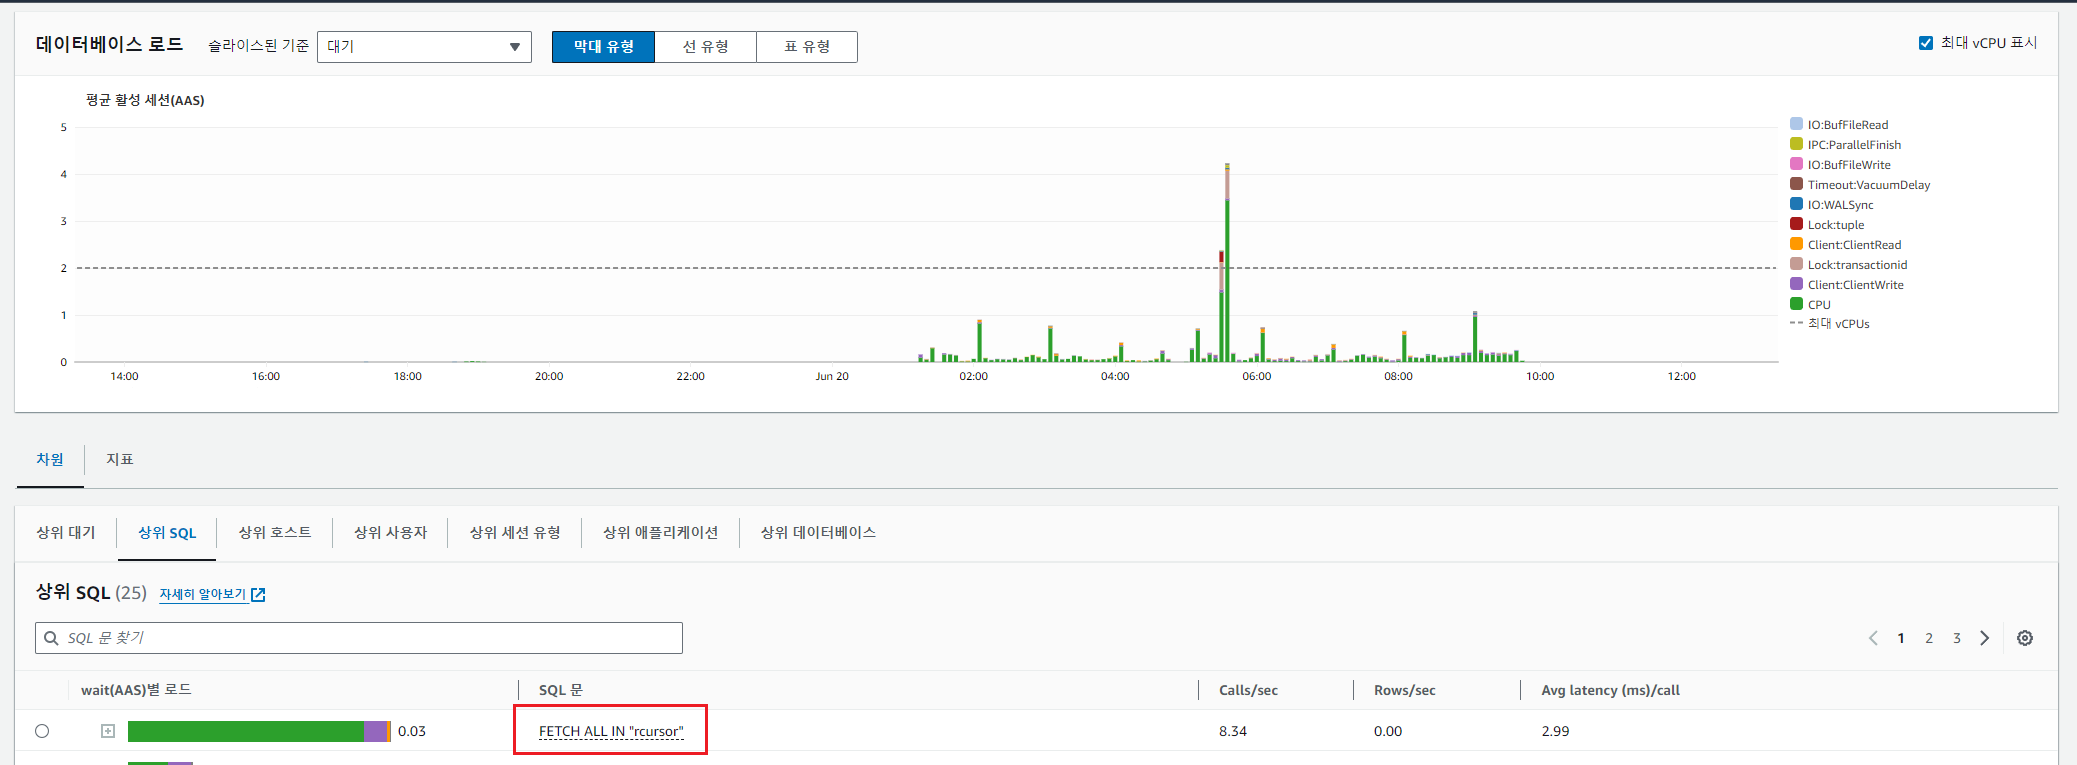 데이터베이스 로드 슬라이스된 기준 대기 막대 유형 선 유형 표 유형 최대 vCPU 표시
평균 활성 세션(AAS)
5
4
3
2
1
0
14:00 16:00 18:00 20:00 22:00 Jun 20 02:00 04:00 06:00 08:00 10:00 12:00
IO:BufFileRead
IPC:ParallelFinish
IO:BufFileWrite
Timeout:VacuumDelay
IO:WALSync
Lock:tuple
Client:ClientRead
Lock:transactionid
Client:ClientWrite
CPU
최대 vCPUs
차원 지표
상위 대기 상위 SQL 상위 호스트 상위 사용자 상위 세션 유형 상위 애플리케이션 상위 데이터베이스
상위 SQL (25) 자세히 알아보기
SQL 문 찾기 1 2 3
wait(AAS)별 로드 SQL 문 Calls/sec Rows/sec Avg latency (ms)/call
0.03 FETCH ALL IN "rcursor" 8.34 0.00 2.99